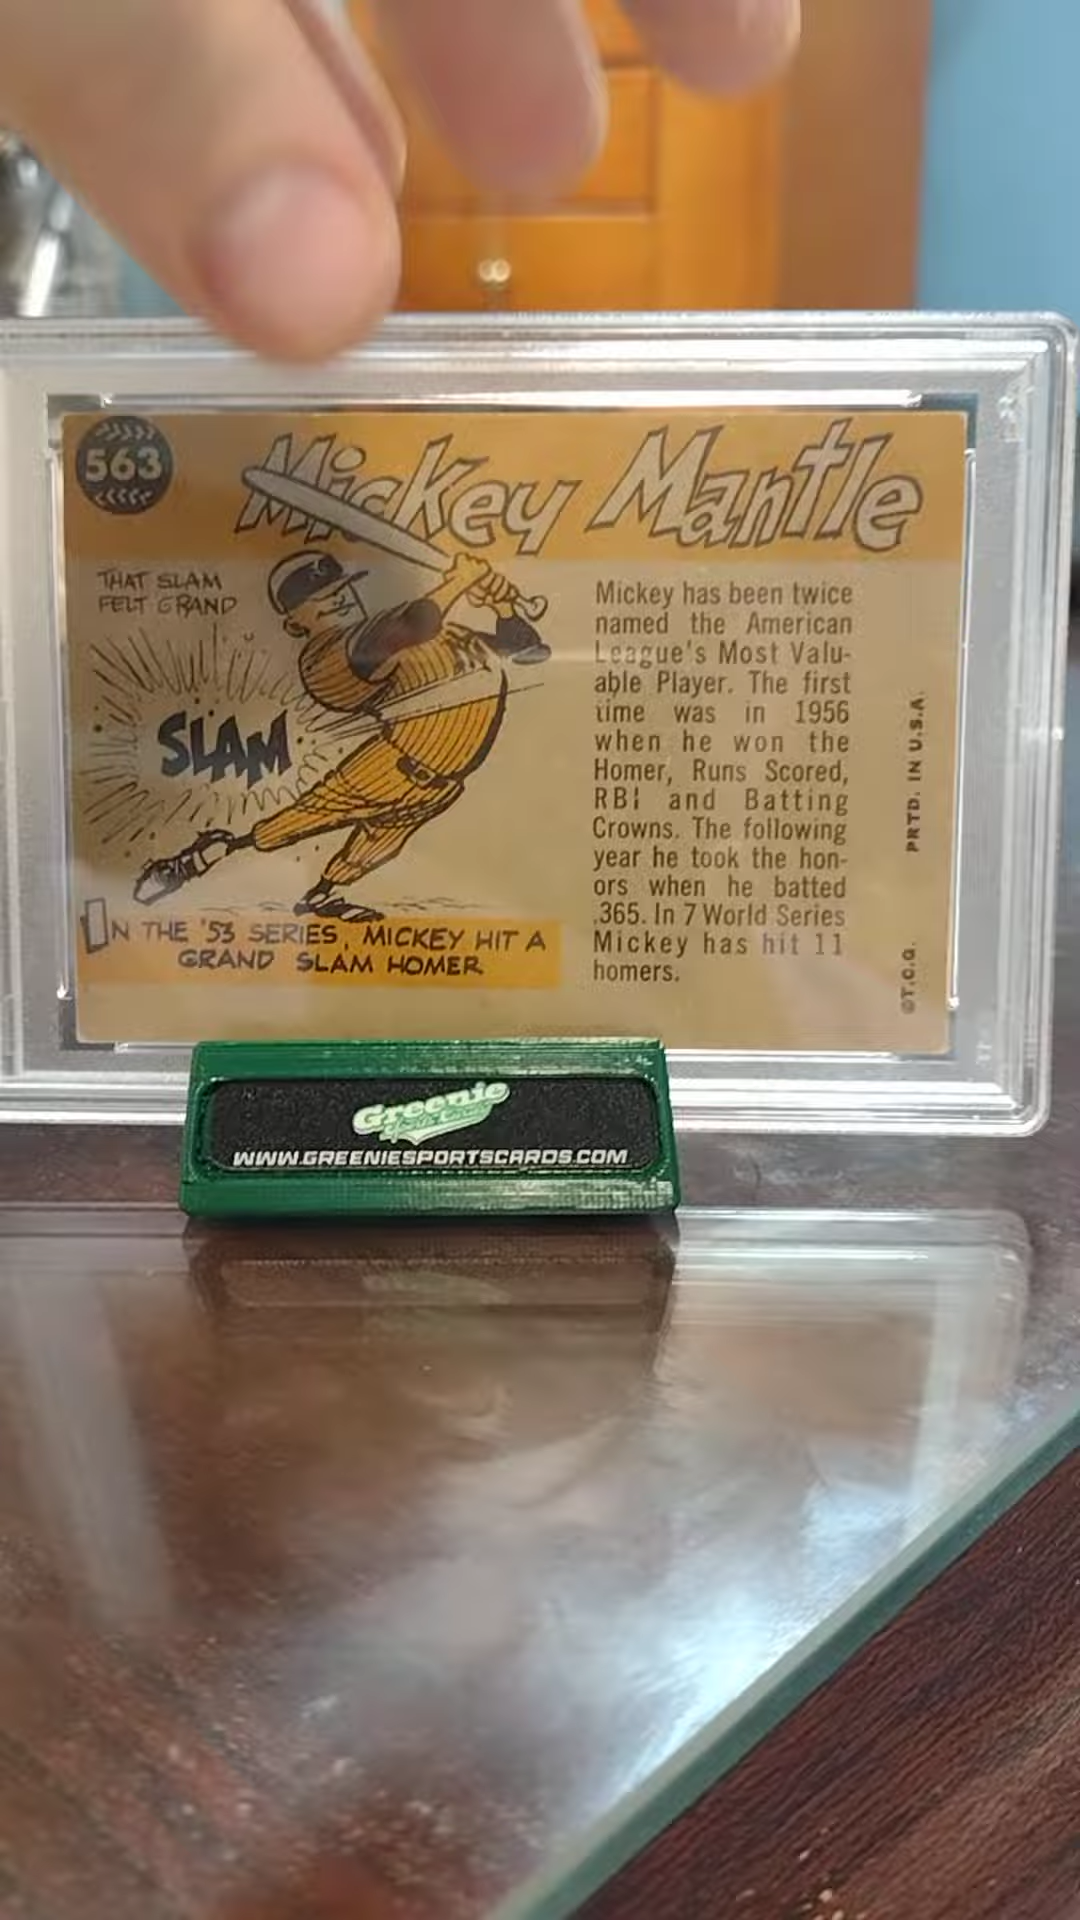 563
Mickey Mantle
THAT SLAM
FELT GRAND
SLAM
IN THE '53 SERIES, MICKEY HIT A
GRAND SLAM HOMER
Mickey has been twice
named the American
League's Most Valu-
able Player. The first
time was in 1956
when he won the
Homer, Runs Scored,
RBI and Batting
Crowns. The following
year he took the hon-
ors when he batted
.365. In 7 World Series
Mickey has hit 11
homers.
©T.C.G. PRTD. IN U.S.A.
Greenie
WWW.GREENIESPORTSCARDS.COM